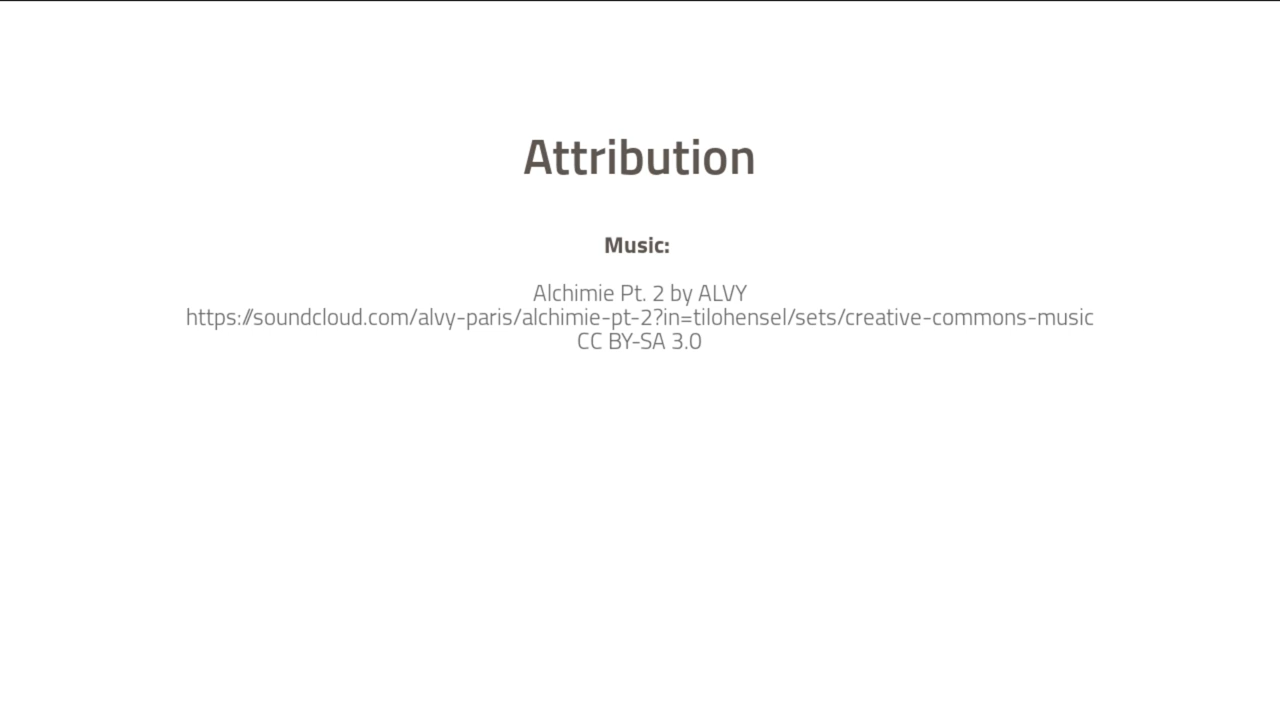 Attribution
Music:
Alchimie Pt. 2 by ALVY
https://soundcloud.com/alvy-paris/alchimie-pt-2?in=tilohensel/sets/creative-commons-music
CC BY-SA 3.0